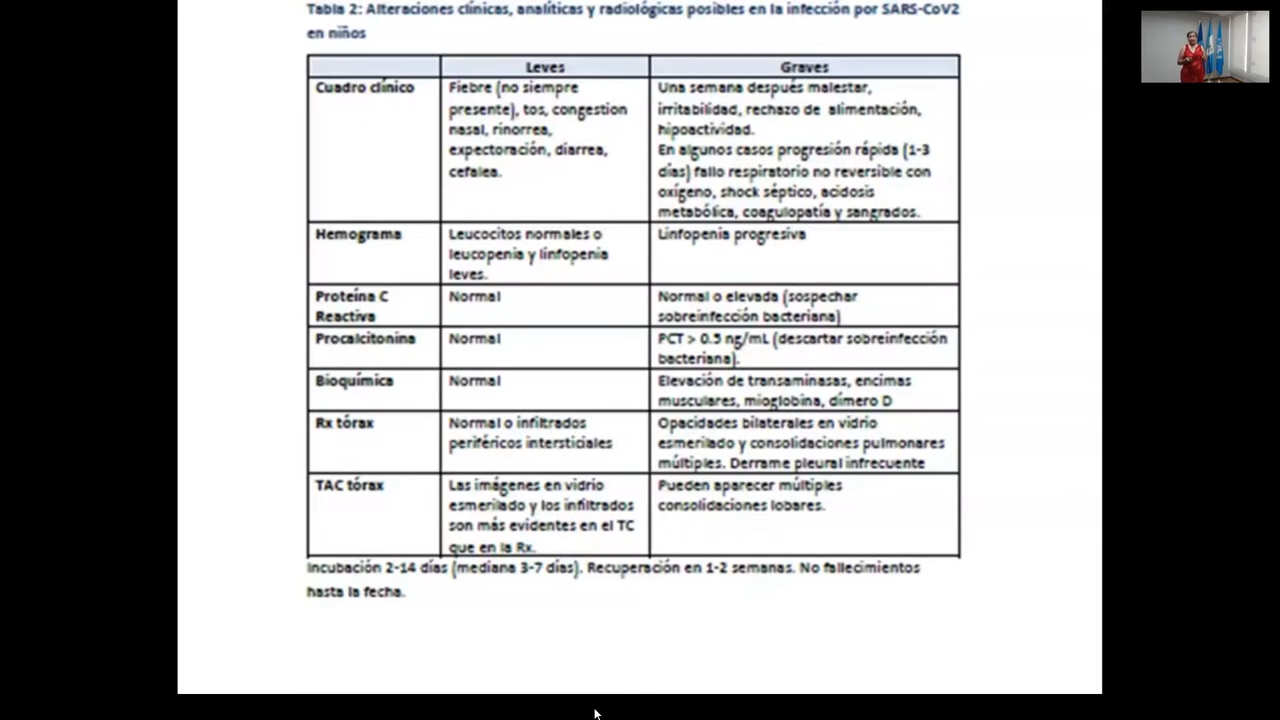 Tabla 2: Alteraciones clínicas, analíticas y radiológicas posibles en la infección por SARS-CoV2
en niños
Leves
Graves
Cuadro clínico
Fiebre (no siempre
presente), tos, congestion
nasal, rinorrea,
expectoración, diarrea,
cefalea.
Una semana después malestar,
irritabilidad, rechazo de alimentación,
hipoactividad.
En algunos casos progresión rápida (1-3
días) fallo respiratorio no reversible con
oxígeno, shock séptico, acidosis
metabólica, coagulopatía y sangrados.
Hemograma
Leucocitos normales o
leucopenia y linfopenia
leves.
Linfopenia progresiva
Proteína C
Reactiva
Normal
Normal o elevada (sospechar
sobreinfección bacteriana)
Procalcitonina
Normal
PCT > 0.5 ng/mL (descartar sobreinfección
bacteriana).
Bioquímica
Normal
Elevación de transaminasas, encimas
musculares, mioglobina, dímero D
Rx tórax
Normal o infiltrados
periféricos intersticiales
Opacidades bilaterales en vidrio
esmerilado y consolidaciones pulmonares
múltiples. Derrame pleural infrecuente
TAC tórax
Las imágenes en vidrio
esmerilado y los infiltrados
son más evidentes en el TC
que en la Rx.
Pueden aparecer múltiples
consolidaciones lobares.
Incubación 2-14 días (mediana 3-7 días). Recuperación en 1-2 semanas. No fallecimientos
hasta la fecha.